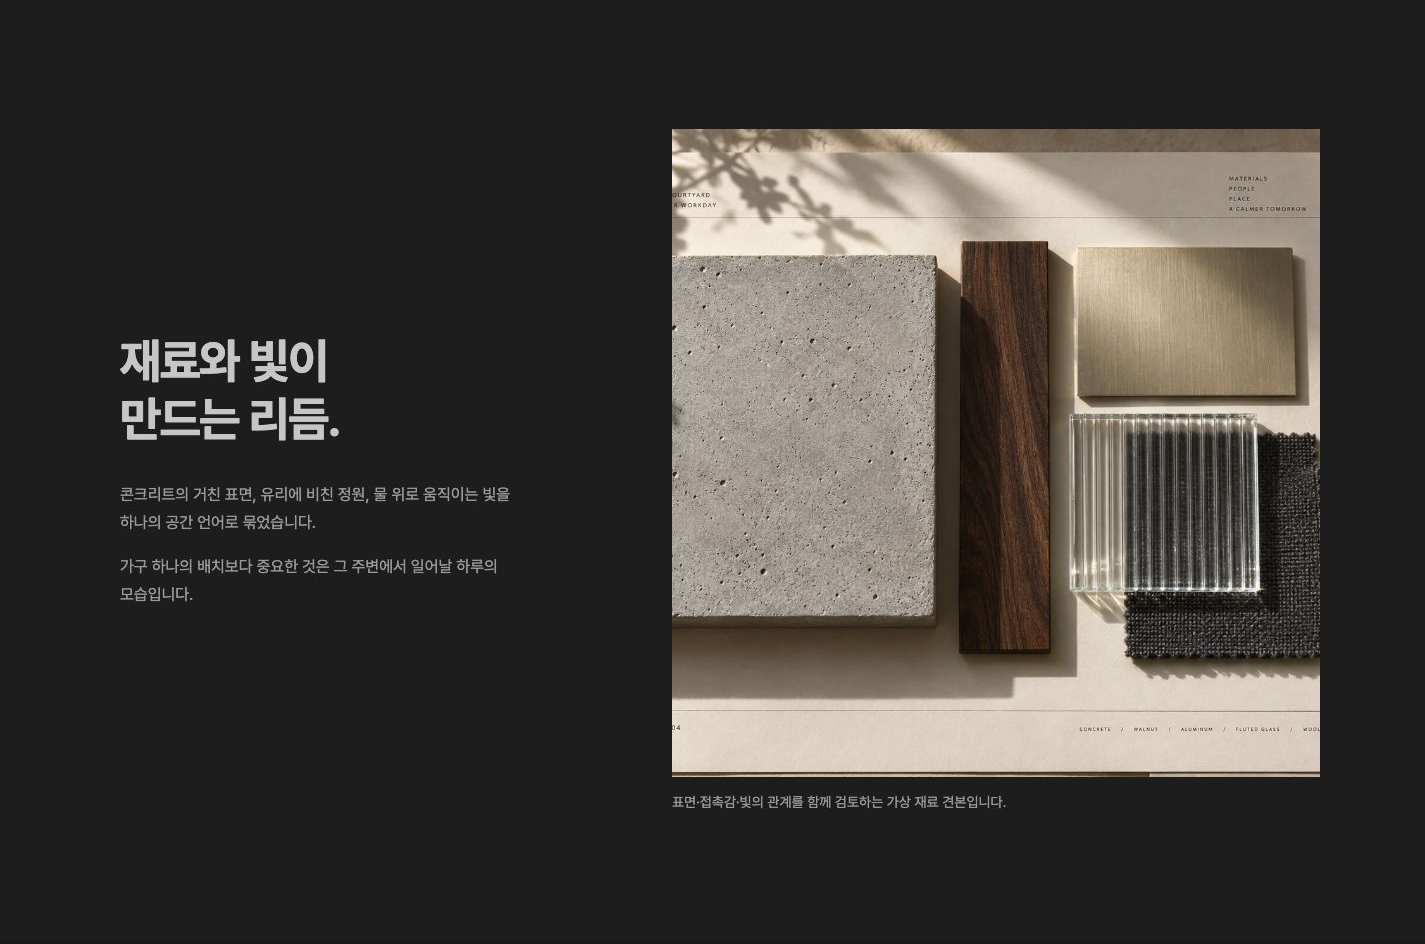 재료와 빛이
만드는 리듬.
콘크리트의 거친 표면, 유리에 비친 정원, 물 위로 움직이는 빛을
하나의 공간 언어로 묶었습니다.
가구 하나의 배치보다 중요한 것은 그 주변에서 일어날 하루의
모습입니다.
OURTYARD
R WORKDAY
MATERIALS
PEOPLE
PLACE
A CALMER TOMORROW
04
CONCRETE / WALNUT / ALUMINUM / FLUTED GLASS / WOOL
표면·접촉감·빛의 관계를 함께 검토하는 가상 재료 견본입니다.